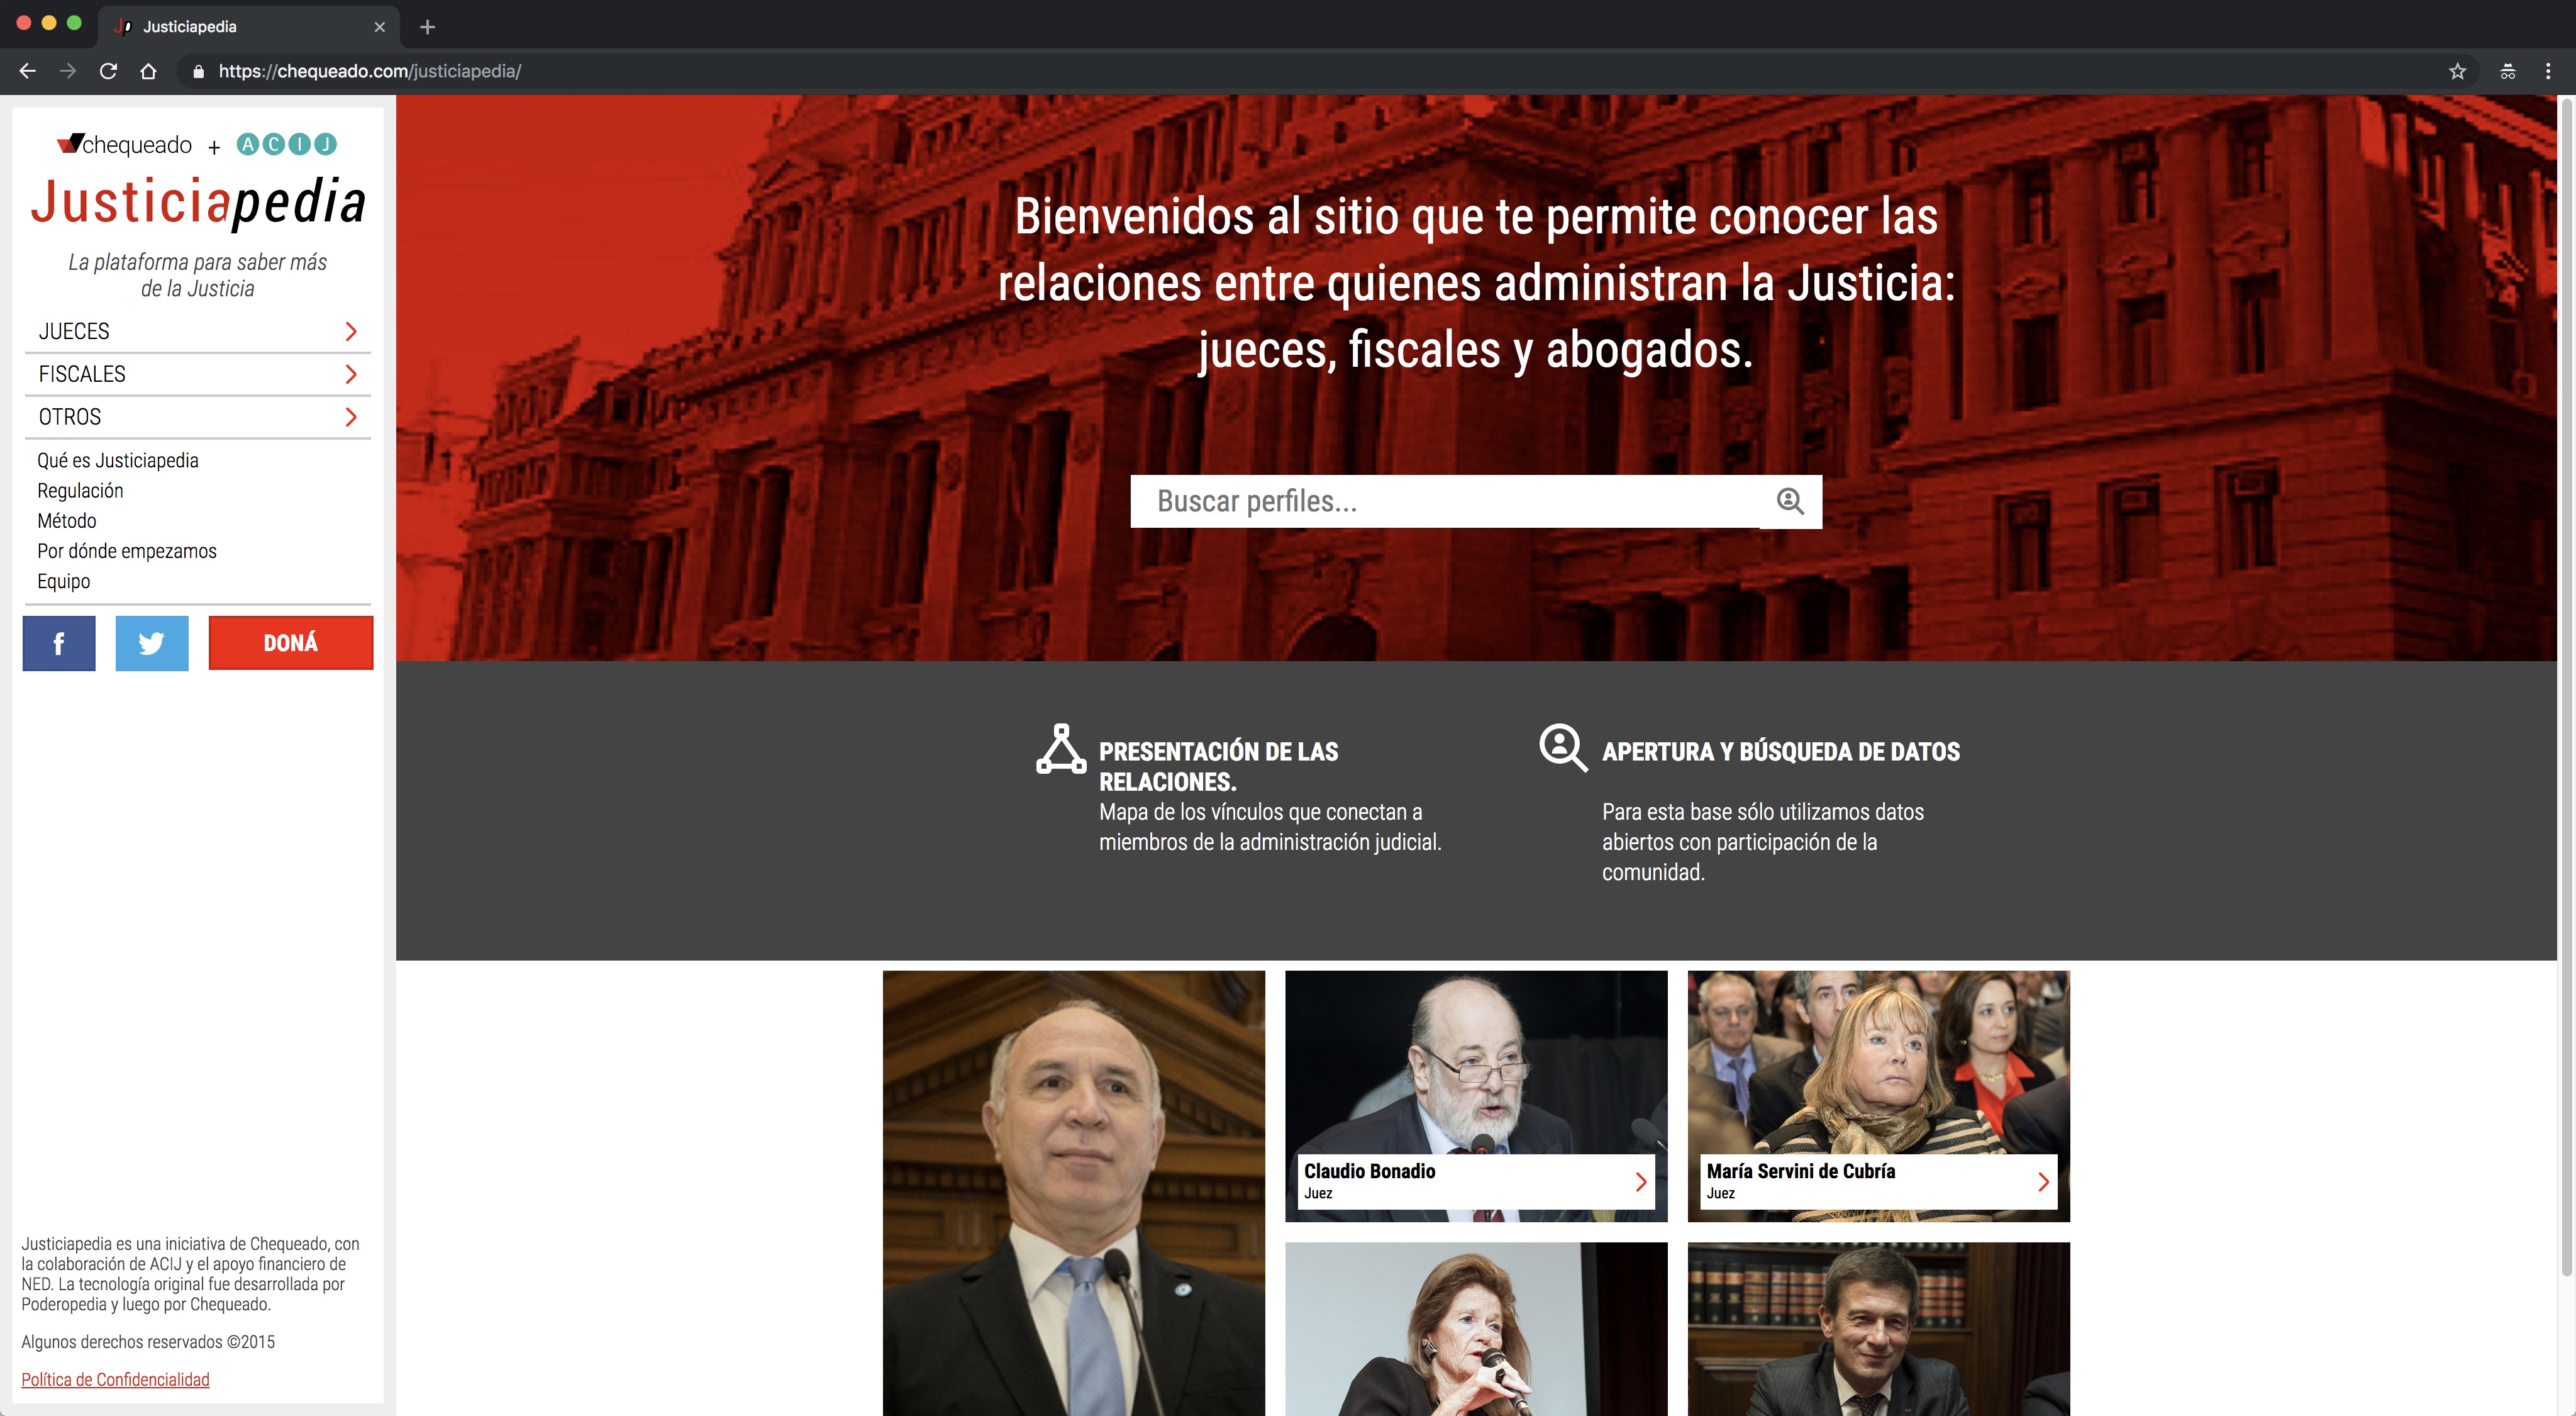 Justiciapedia
https://chequeado.com/justiciapedia/
chequeado + ACIJ
Justiciapedia
La plataforma para saber más
de la Justicia
JUECES
FISCALES
OTROS
Qué es Justiciapedia
Regulación
Método
Por dónde empezamos
Equipo
DONÁ
Justiciapedia es una iniciativa de Chequeado, con
la colaboración de ACIJ y el apoyo financiero de
NED. La tecnología original fue desarrollada por
Poderopedia y luego por Chequeado.
Algunos derechos reservados ©2015
Política de Confidencialidad
Bienvenidos al sitio que te permite conocer las
relaciones entre quienes administran la Justicia:
jueces, fiscales y abogados.
Buscar perfiles...
PRESENTACIÓN DE LAS
RELACIONES.
Mapa de los vínculos que conectan a
miembros de la administración judicial.
APERTURA Y BÚSQUEDA DE DATOS
Para esta base sólo utilizamos datos
abiertos con participación de la
comunidad.
Claudio Bonadio
Juez
María Servini de Cubría
Juez